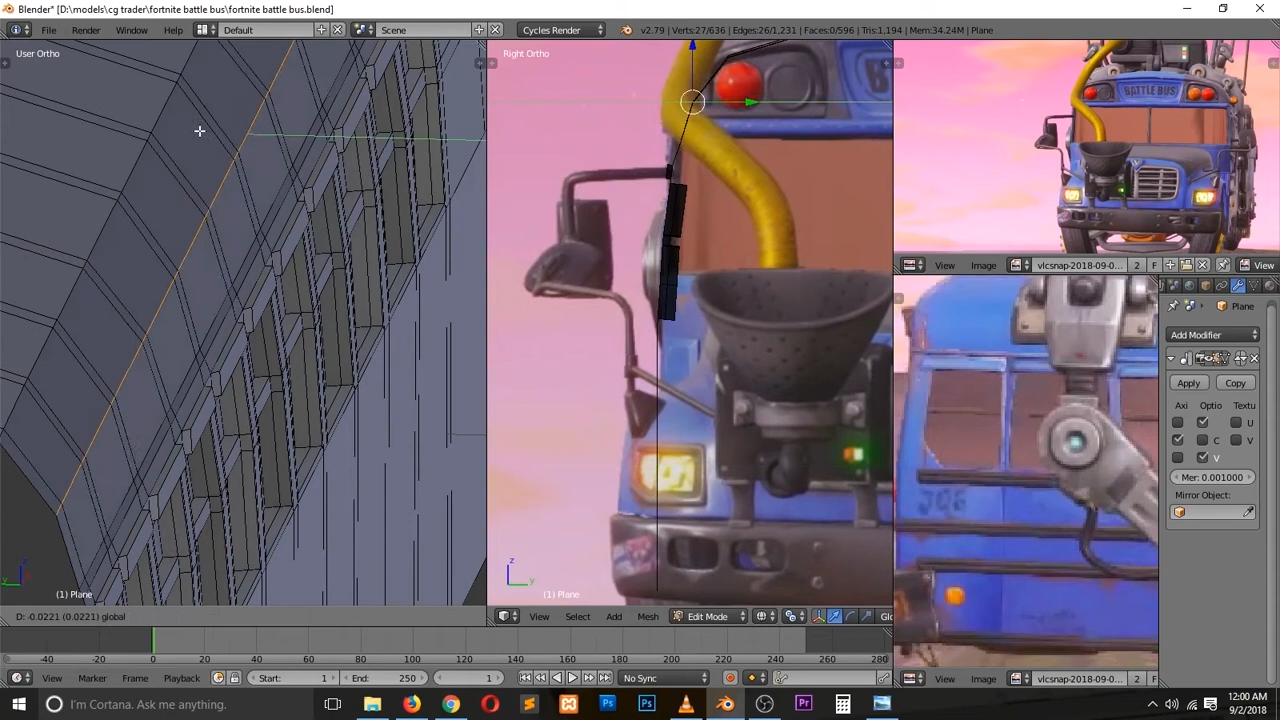 Blender* [D:\models\cg trader\fortnite battle bus\fortnite battle bus.blend]
File Render Window Help Default Scene Cycles Render v2.79 | Verts:27/636 | Edges:26/1,231 | Faces:0/596 | Tris:1,194 | Mem:34.24M | Plane
User Ortho
Right Ortho
BATTLE BUS
View Image vlcsnap-2018-09-0... 2 F View
Plane
Add Modifier
Apply Copy
Axi Optio Textu
U
C V
V
Mer: 0.001000
Mirror Object:
z
y
z
y
(1) Plane
(1) Plane
D: -0.0221 (0.0221) global
View Select Add Mesh Edit Mode Glo
-40 -20 0 20 40 60 80 100 120 140 160 180 200 220 240 260 280
View Marker Frame Playback Start: 1 End: 250 1 No Sync
View Image vlcsnap-2018-09-0... 2 F
I'm Cortana. Ask me anything.
12:00 AM
9/2/2018